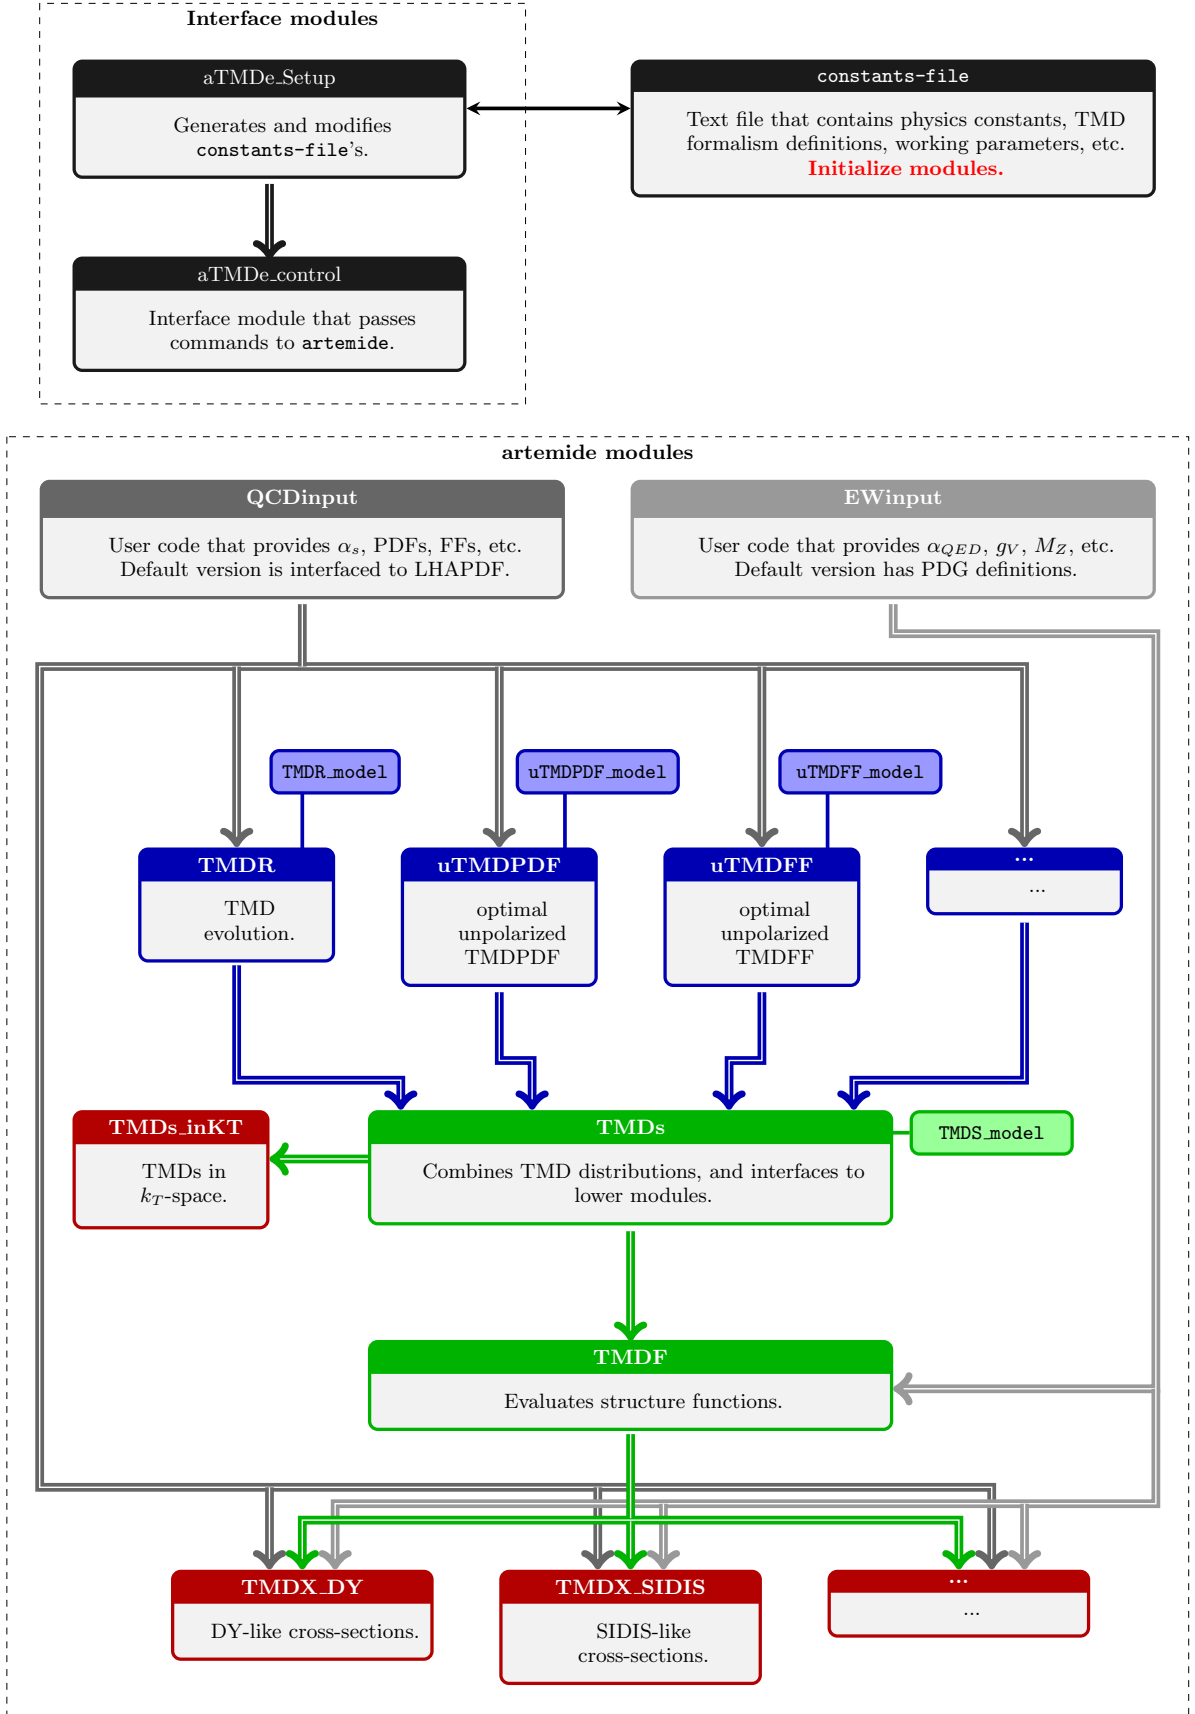 Interface modules
aTMDe_Setup
Generates and modifies
constants-file's.
constants-file
Text file that contains physics constants, TMD
formalism definitions, working parameters, etc.
Initialize modules.
aTMDe_control
Interface module that passes
commands to artemide.
artemide modules
QCDinput
User code that provides α_s, PDFs, FFs, etc.
Default version is interfaced to LHAPDF.
EWinput
User code that provides α_QED, g_V, M_Z, etc.
Default version has PDG definitions.
TMDR_model
uTMDPDF_model
uTMDFF_model
TMDR
TMD
evolution.
uTMDPDF
optimal
unpolarized
TMDPDF
uTMDFF
optimal
unpolarized
TMDFF
...
...
TMDs_inKT
TMDs in
k_T-space.
TMDs
Combines TMD distributions, and interfaces to
lower modules.
TMDS_model
TMDF
Evaluates structure functions.
TMDX_DY
DY-like cross-sections.
TMDX_SIDIS
SIDIS-like
cross-sections.
...
...